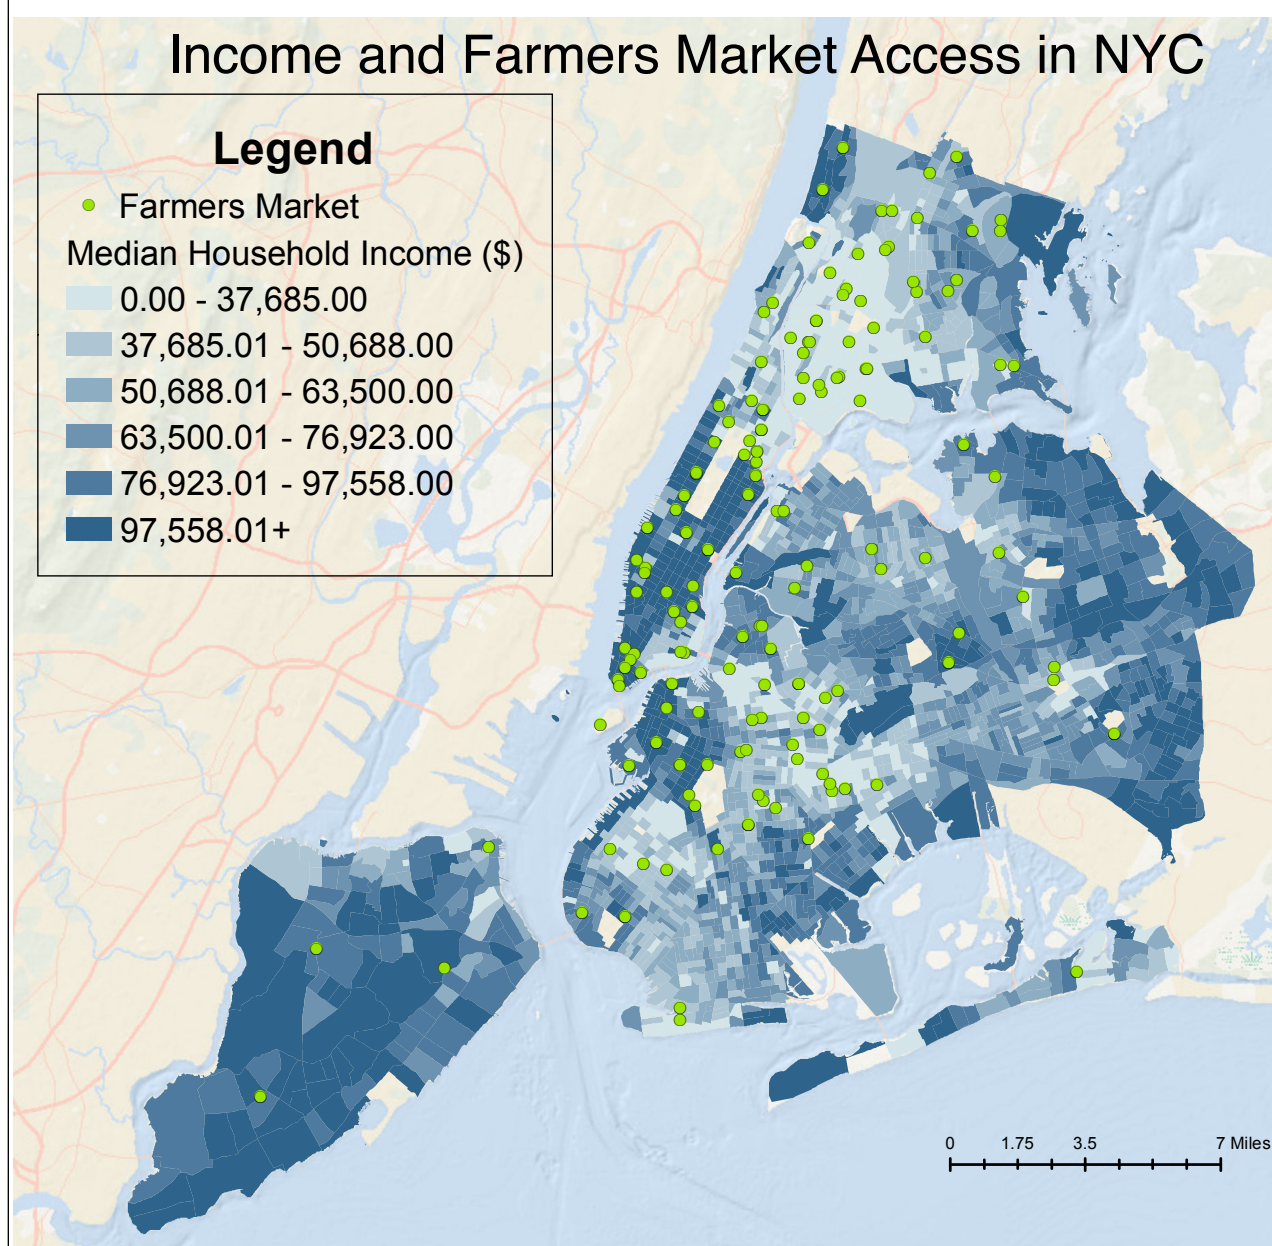 Income and Farmers Market Access in NYC
Legend
Farmers Market
Median Household Income ($)
0.00 - 37,685.00
37,685.01 - 50,688.00
50,688.01 - 63,500.00
63,500.01 - 76,923.00
76,923.01 - 97,558.00
97,558.01+
0 1.75 3.5 7 Miles